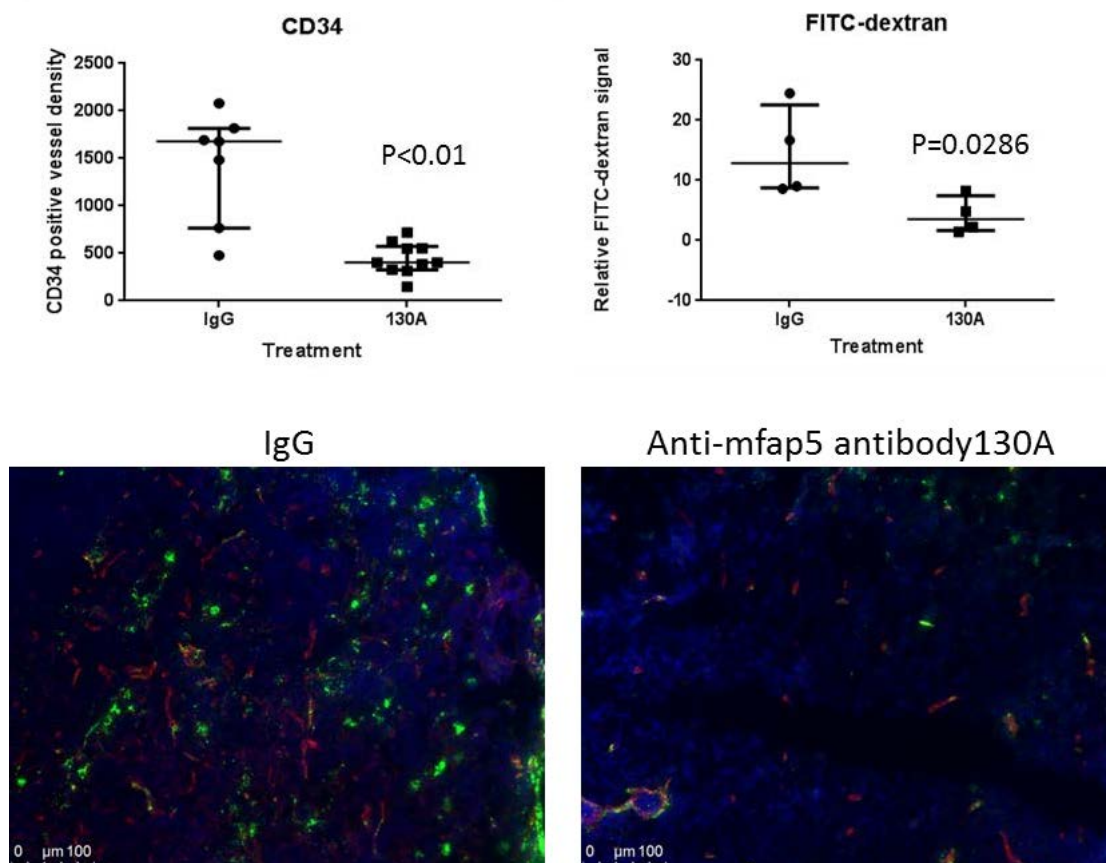 CD34
CD34 positive vessel density
2500
2000
1500
1000
500
0
P<0.01
IgG
130A
Treatment
FITC-dextran
Relative FITC-dextran signal
30
20
10
0
-10
P=0.0286
IgG
130A
Treatment
IgG
Anti-mfap5 antibody130A
0 µm 100
0 µm 100